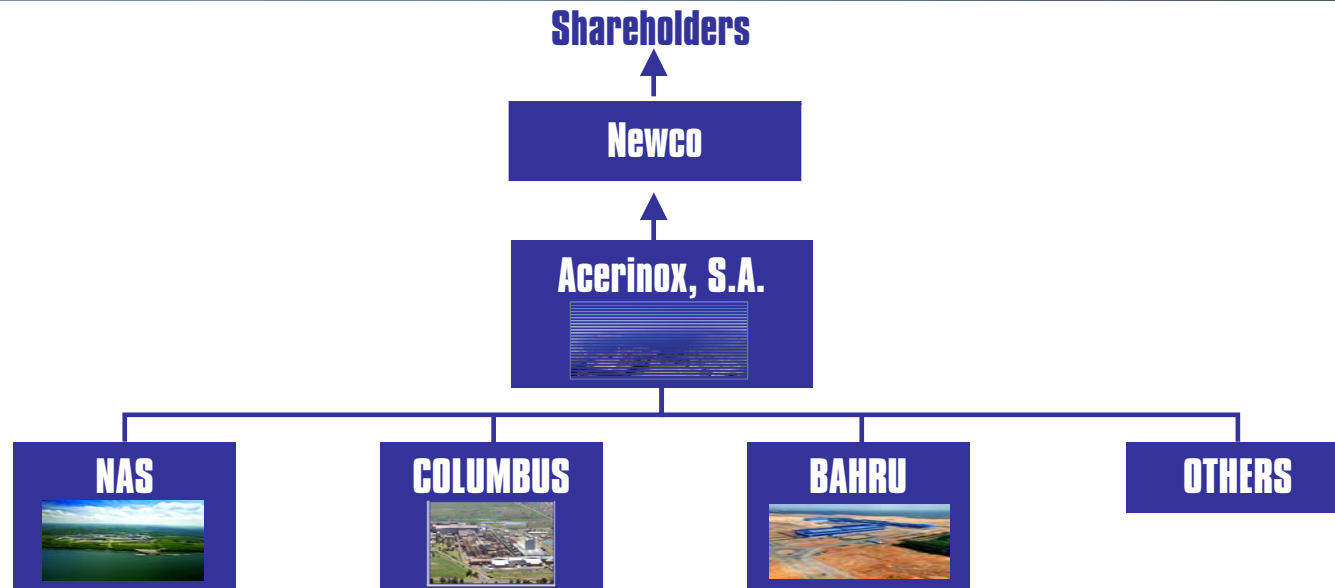 Shareholders
Newco
Acerinox, S.A.
NAS
COLUMBUS
BAHRU
OTHERS